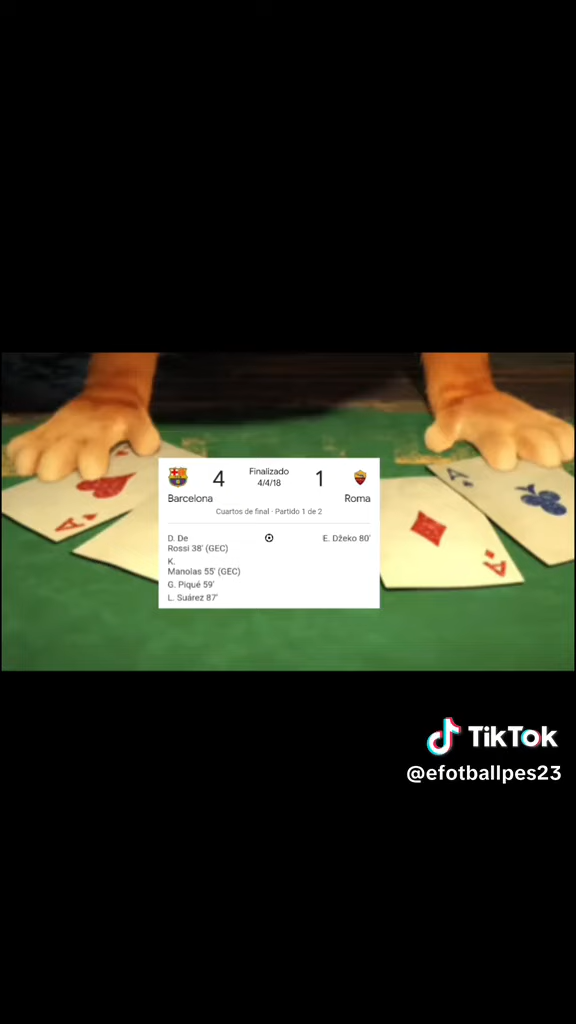 4
Finalizado
4/4/18
1
Barcelona
Roma
Cuartos de final · Partido 1 de 2
D. De
Rossi 38' (GEC)
E. Džeko 80'
K.
Manolas 55' (GEC)
G. Piqué 59'
L. Suárez 87'
A
A
A
TikTok
@efotballpes23